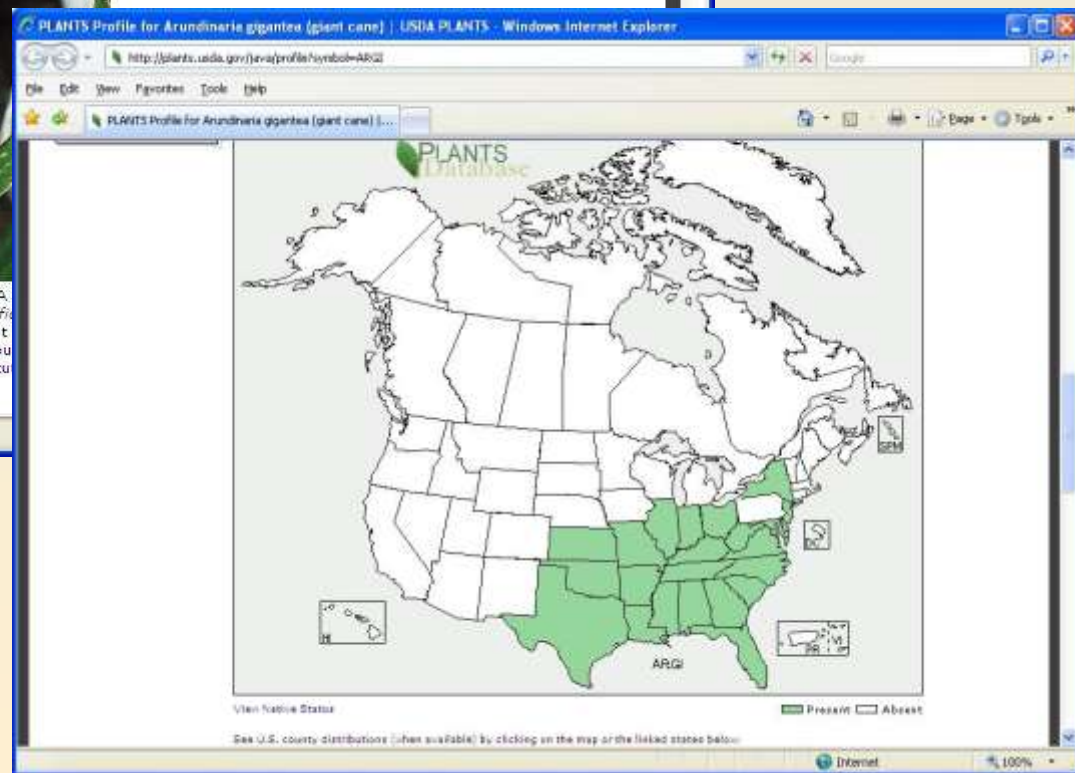 PLANTS Profile for Arundinaria gigantea (giant cane) | USDA PLANTS - Windows Internet Explorer
http://plants.usda.gov/java/profile?symbol=ARGI
Google
File Edit View Favorites Tools Help
PLANTS Profile for Arundinaria gigantea (giant cane) |...
Page Tools
PLANTS
Database
SPM
DC
HI
PR VI
ARGI
View Native Status
Present Absent
See U.S. county distributions (when available) by clicking on the map or the linked states below
Internet 100%